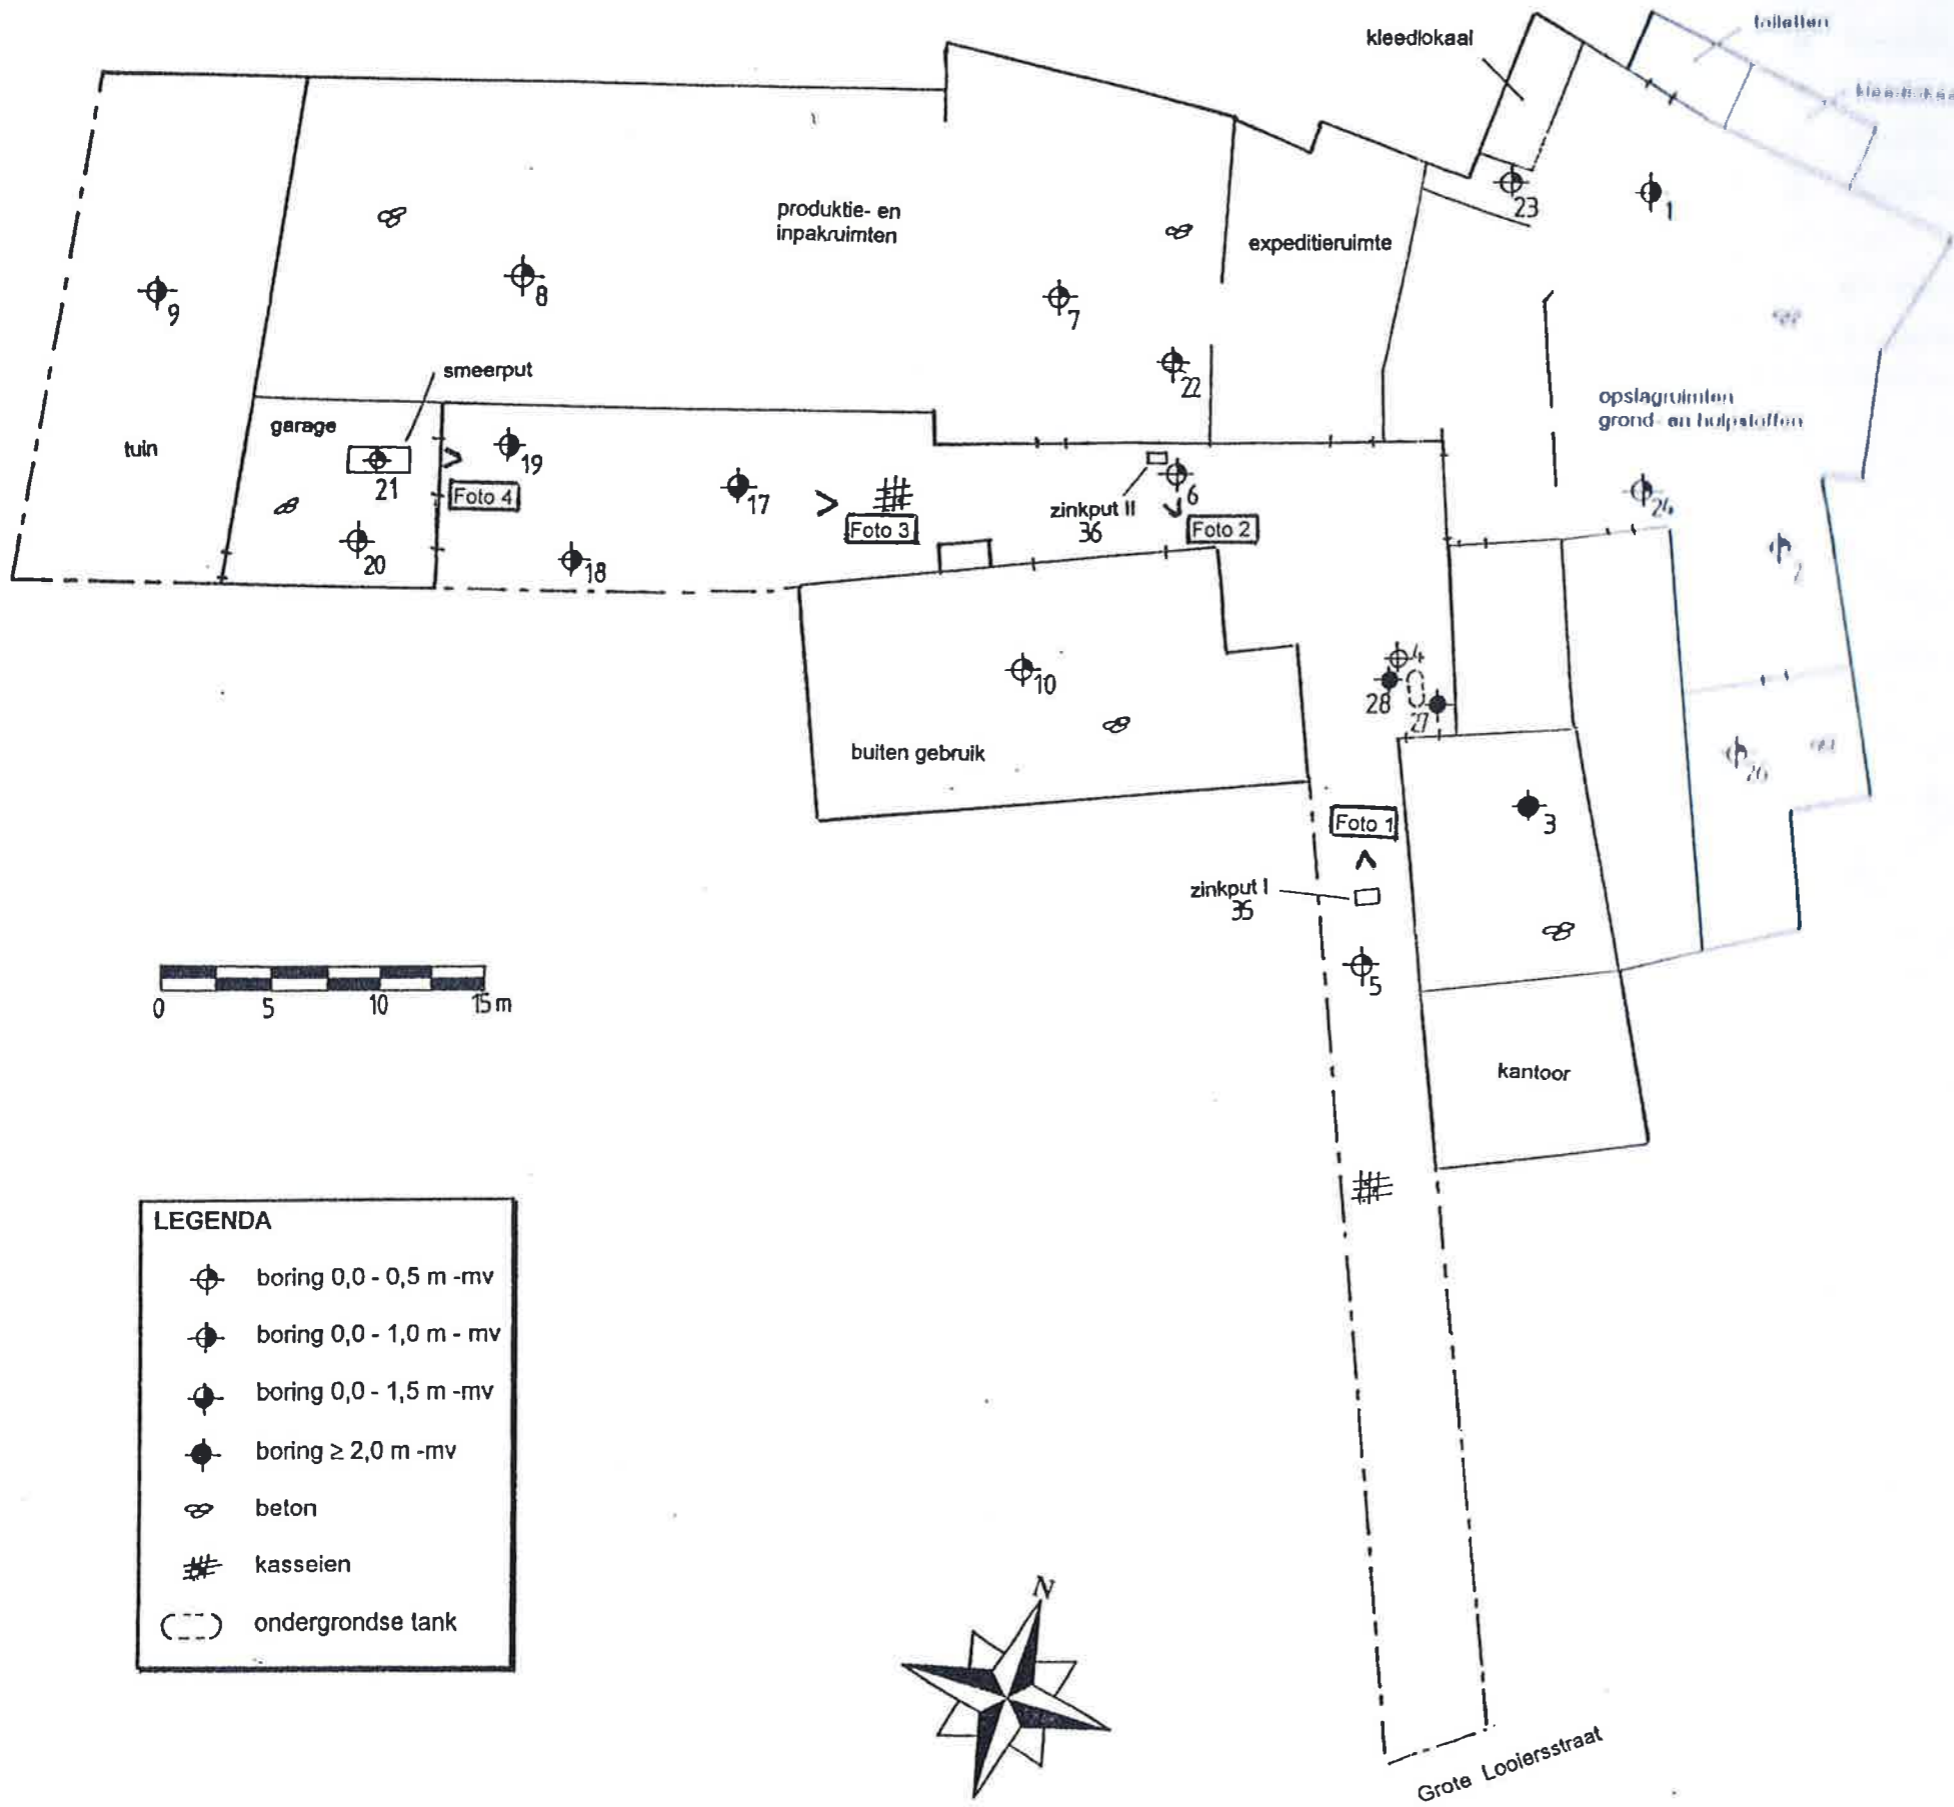 kleedlokaal
toiletten
produktie- en
inpakruimten
expeditieruimte
23
1
9
8
7
22
opslagruimten
grond- en hulpstoffen
smeerput
garage
tuin
21
Foto 4
19
17
Foto 3
zinkput II
36
6
Foto 2
24
2
20
18
10
buiten gebruik
4
28
27
26
Foto 1
3
zinkput I
35
5
kantoor
0
5
10
15 m
LEGENDA
boring 0,0 - 0,5 m -mv
boring 0,0 - 1,0 m - mv
boring 0,0 - 1,5 m -mv
boring ≥ 2,0 m -mv
beton
kasseien
ondergrondse tank
N
Grote Looiersstraat